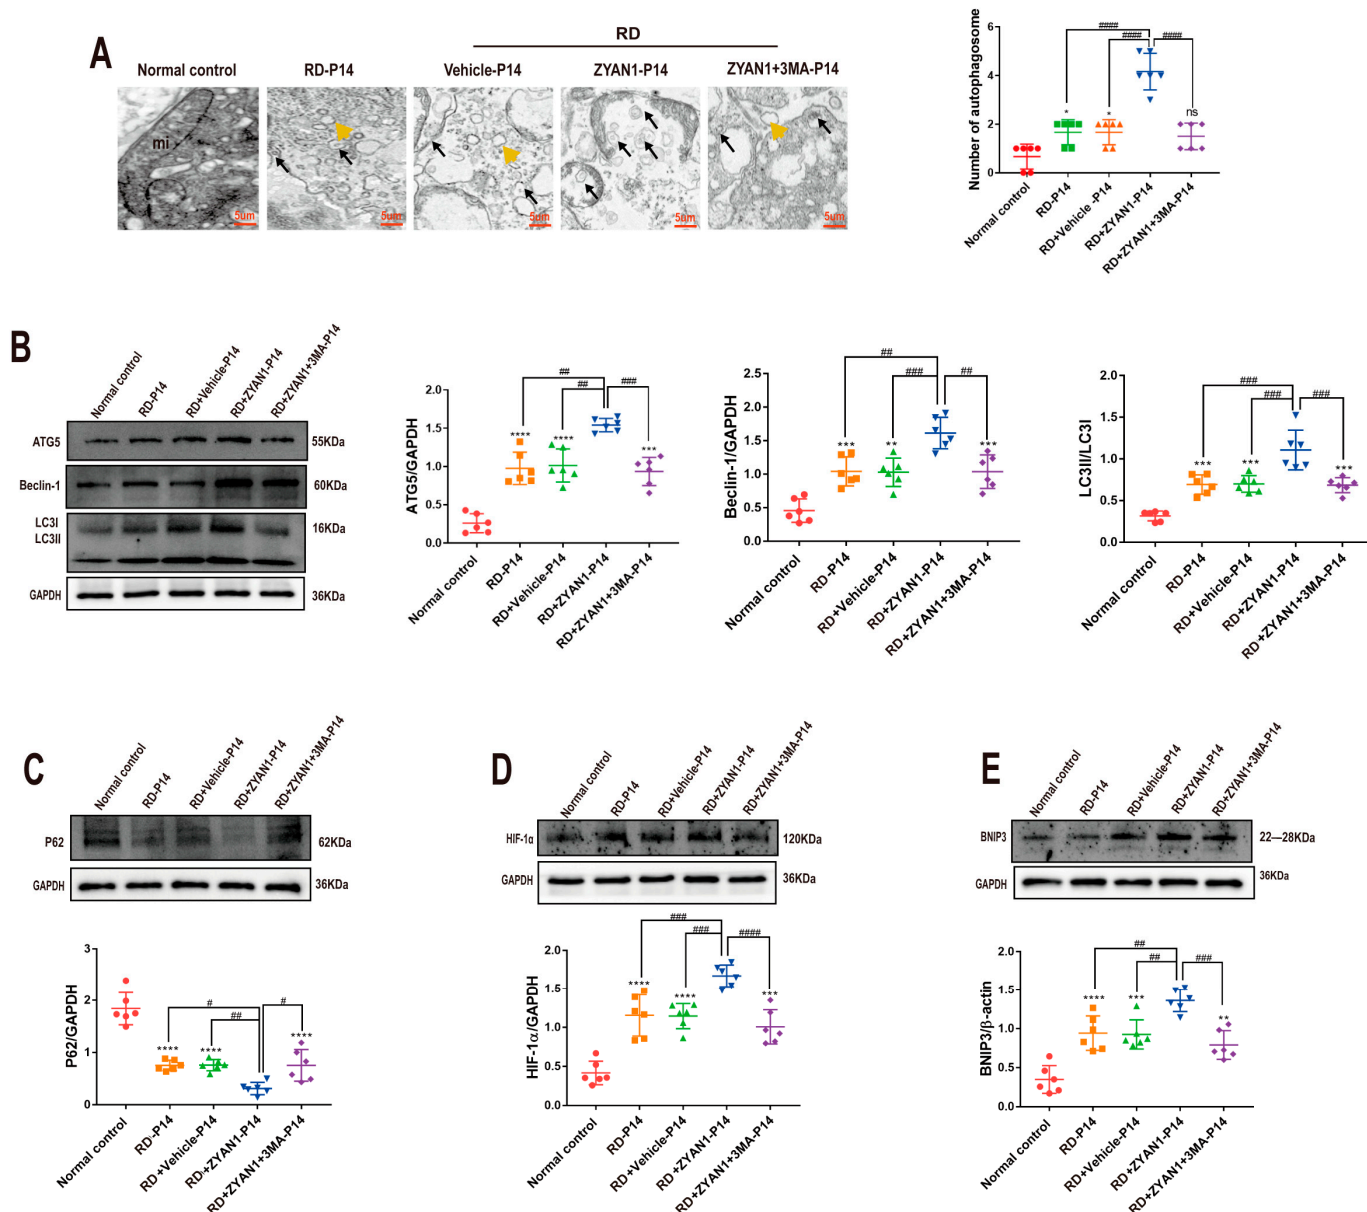 A
RD
Normal control
RD-P14
Vehicle-P14
ZYAN1-P14
ZYAN1+3MA-P14
mi
5um
5um
5um
5um
5um
Number of autophagosome
6
4
2
0
####
####
####
*
*
ns
Normal control
RD-P14
RD+Vehicle-P14
RD+ZYAN1-P14
RD+ZYAN1+3MA-P14
B
Normal control
RD-P14
RD+Vehicle-P14
RD+ZYAN1-P14
RD+ZYAN1+3MA-P14
ATG5
55KDa
Beclin-1
60KDa
LC3I
LC3II
16KDa
GAPDH
36KDa
ATG5/GAPDH
2.0
1.5
1.0
0.5
0.0
##
##
###
****
****
***
Normal control
RD-P14
RD+Vehicle-P14
RD+ZYAN1-P14
RD+ZYAN1+3MA-P14
Beclin-1/GAPDH
2.5
2.0
1.5
1.0
0.5
0.0
##
###
##
***
**
***
Normal control
RD-P14
RD+Vehicle-P14
RD+ZYAN1-P14
RD+ZYAN1+3MA-P14
LC3II/LC3I
2.0
1.5
1.0
0.5
0.0
###
###
###
***
***
***
Normal control
RD-P14
RD+Vehicle-P14
RD+ZYAN1-P14
RD+ZYAN1+3MA-P14
C
Normal control
RD-P14
RD+Vehicle-P14
RD+ZYAN1-P14
RD+ZYAN1+3MA-P14
P62
62KDa
GAPDH
36KDa
P62/GAPDH
3
2
1
0
#
##
#
****
****
****
Normal control
RD-P14
RD+Vehicle-P14
RD+ZYAN1-P14
RD+ZYAN1+3MA-P14
D
Normal control
RD-P14
RD+Vehicle-P14
RD+ZYAN1-P14
RD+ZYAN1+3MA-P14
HIF-1α
120KDa
GAPDH
36KDa
HIF-1α/GAPDH
2.0
1.5
1.0
0.5
0.0
###
###
####
****
****
***
Normal control
RD-P14
RD+Vehicle-P14
RD+ZYAN1-P14
RD+ZYAN1+3MA-P14
E
Normal control
RD-P14
RD+Vehicle-P14
RD+ZYAN1-P14
RD+ZYAN1+3MA-P14
BNIP3
22—28KDa
GAPDH
36KDa
BNIP3/β-actin
2.0
1.5
1.0
0.5
0.0
##
##
###
****
***
**
Normal control
RD-P14
RD+Vehicle-P14
RD+ZYAN1-P14
RD+ZYAN1+3MA-P14